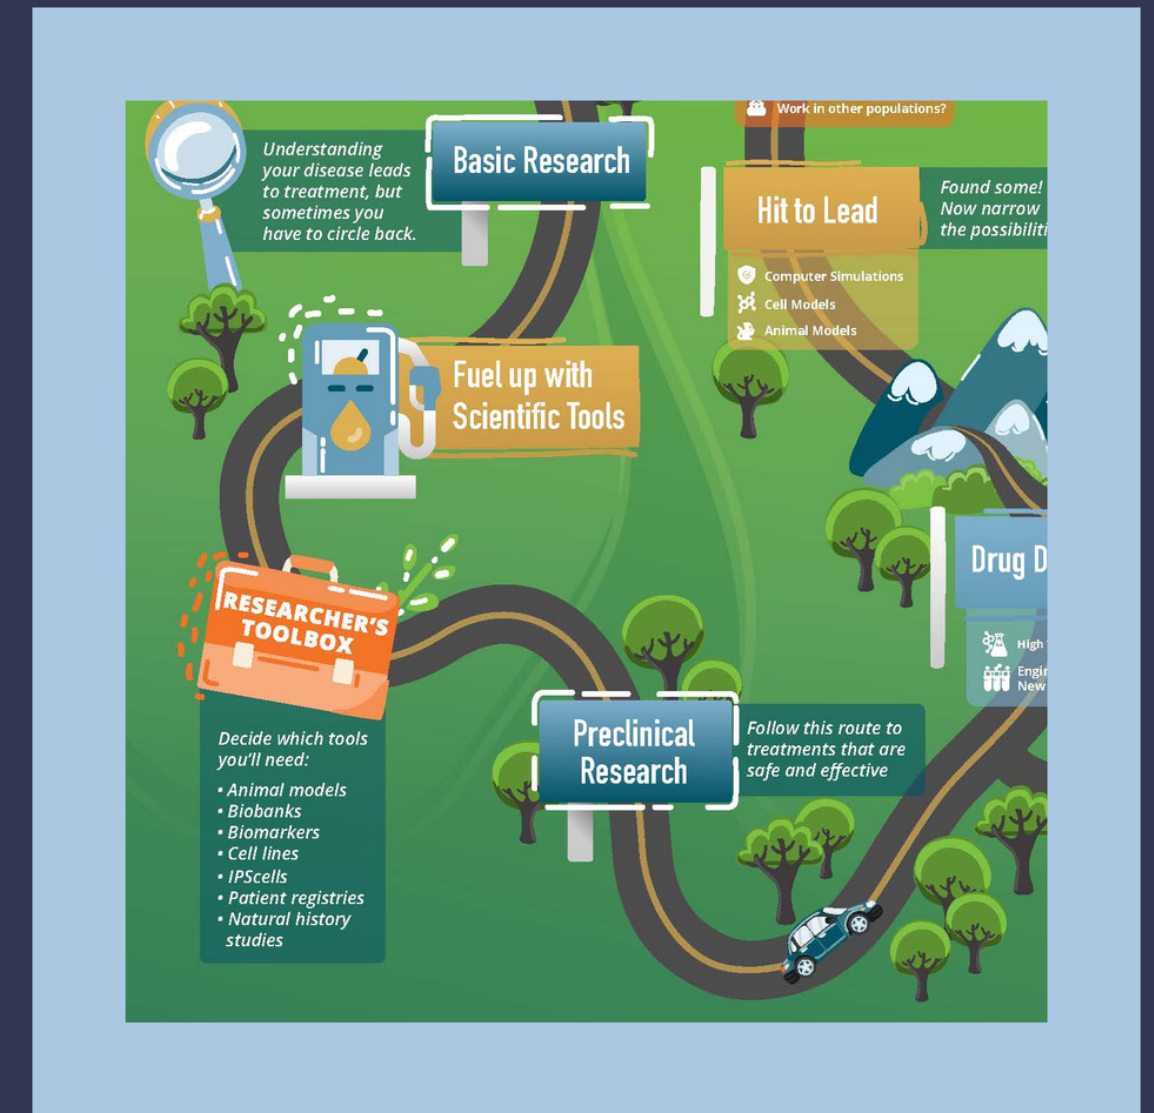 Work in other populations?
Understanding
your disease leads
to treatment, but
sometimes you
have to circle back.
Basic Research
Hit to Lead
Found some!
Now narrow
the
Computer Simulations
Cell Models
Animal Models
Fuel up with
Scientific Tools
Drug
High
New
RESEARCHER'S
TOOLBOX
Decide which tools
you'll need:
• Animal models
• Biobanks
• Biomarkers
• Cell lines
• IPScells
• Patient registries
• Natural history
studies
Preclinical
Research
Follow this route to
treatments that are
safe and effective